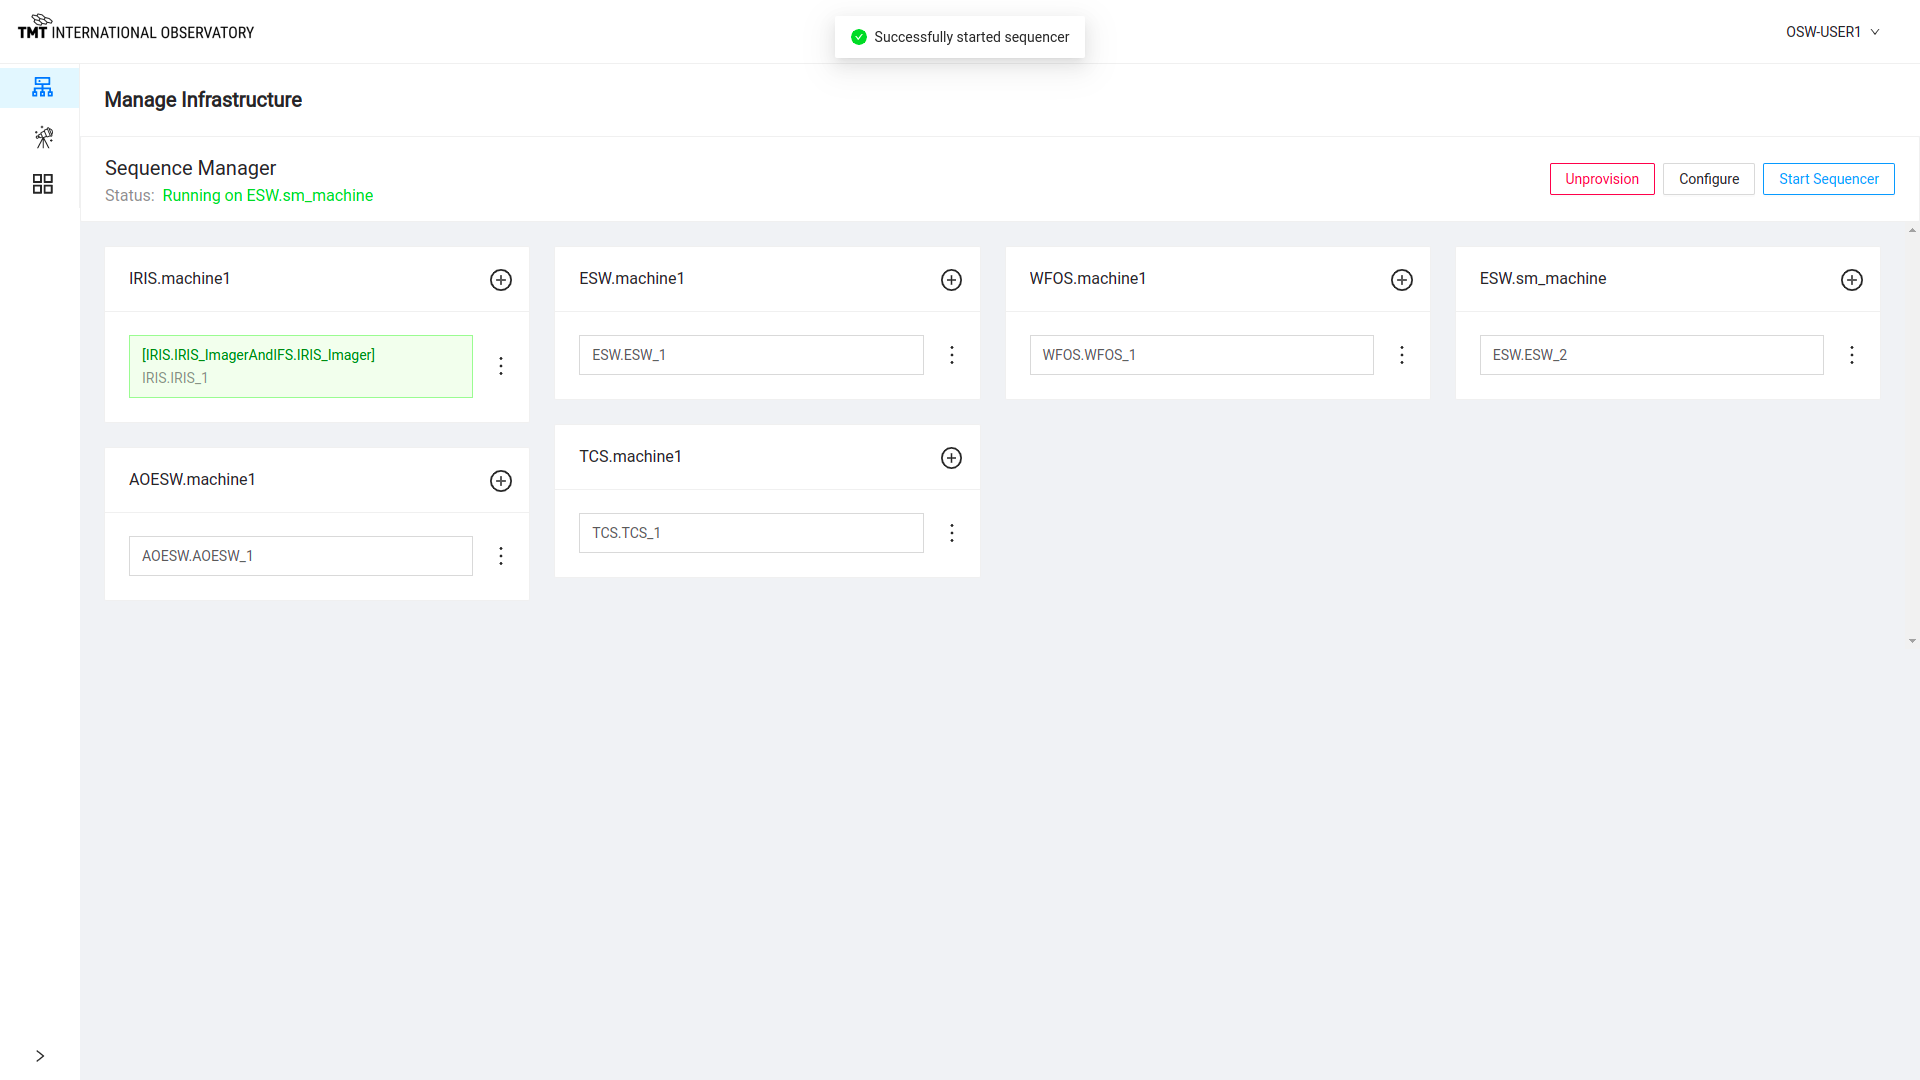 TMT INTERNATIONAL OBSERVATORY
Successfully started sequencer
OSW-USER1
Manage Infrastructure
Sequence Manager
Status: Running on ESW.sm_machine
Unprovision
Configure
Start Sequencer
IRIS.machine1
[IRIS.IRIS_ImagerAndIFS.IRIS_Imager]
IRIS.IRIS_1
AOESW.machine1
AOESW.AOESW_1
ESW.machine1
ESW.ESW_1
TCS.machine1
TCS.TCS_1
WFOS.machine1
WFOS.WFOS_1
ESW.sm_machine
ESW.ESW_2